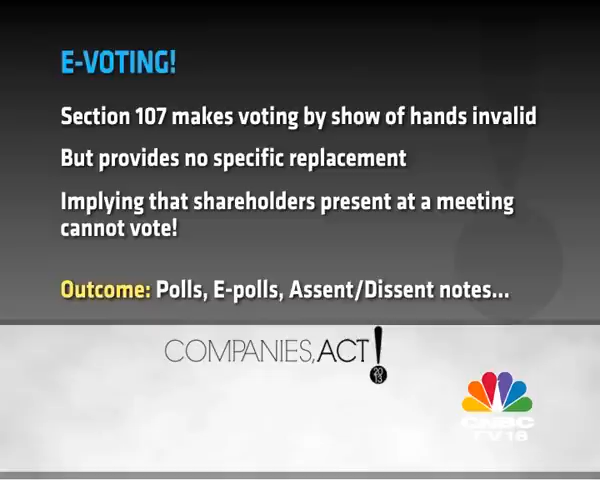 E-VOTING!
Section 107 makes voting by show of hands invalid
But provides no specific replacement
Implying that shareholders present at a meeting
cannot vote!
Outcome: Polls, E-polls, Assent/Dissent notes...
COMPANIES, ACT!
2013
CNBC
TV18